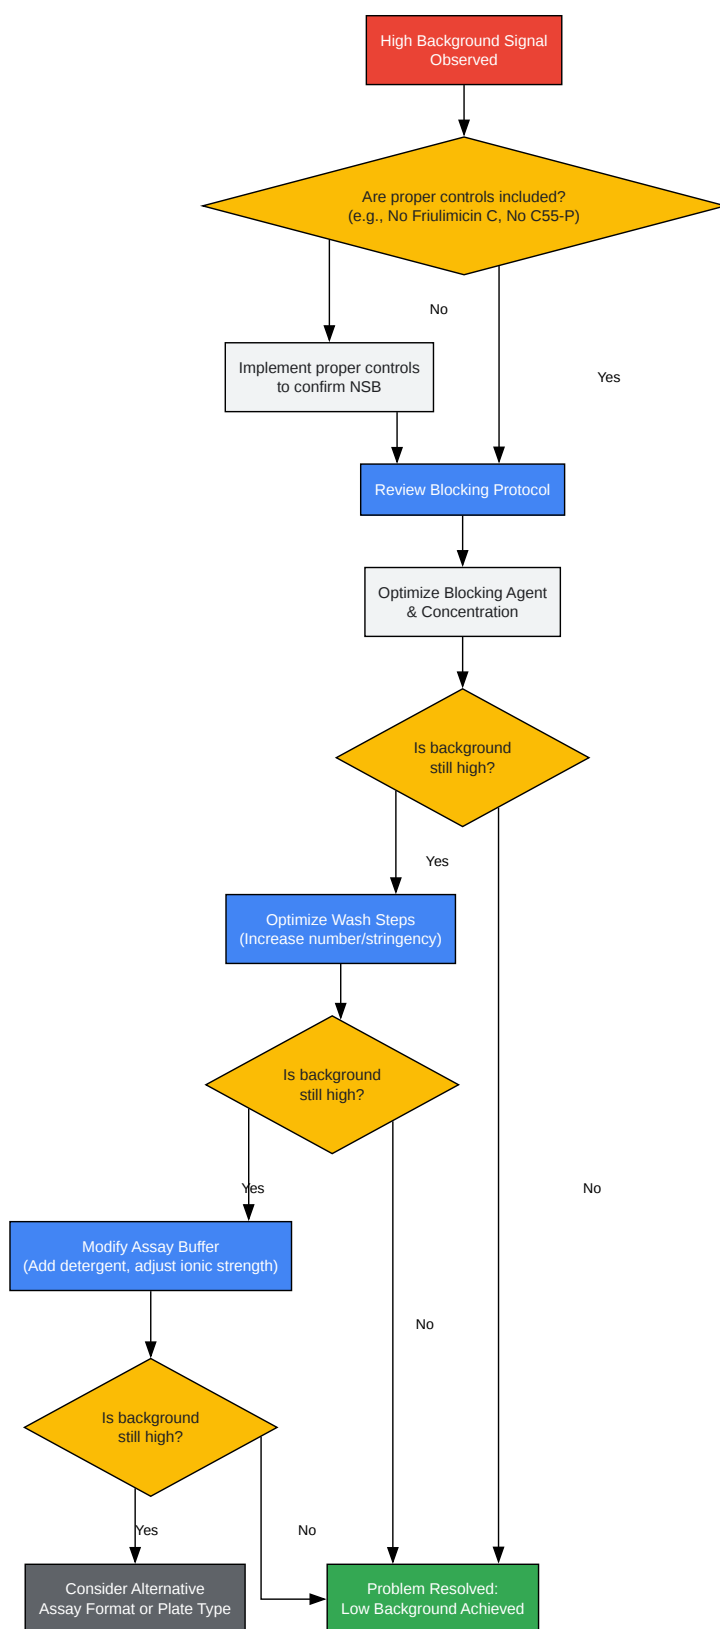 High Background Signal
Observed
Are proper controls included?
(e.g., No Friulimicin C, No C55-P)
No
Implement proper controls
to confirm NSB
Yes
Review Blocking Protocol
Optimize Blocking Agent
& Concentration
Is background
still high?
Yes
Optimize Wash Steps
(Increase number/stringency)
Is background
still high?
Yes
No
Modify Assay Buffer
(Add detergent, adjust ionic strength)
No
Is background
still high?
Yes
No
Consider Alternative
Assay Format or Plate Type
Problem Resolved:
Low Background Achieved